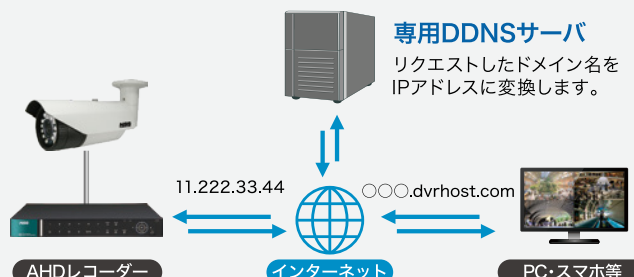 専用DDNSサーバ
リクエストしたドメイン名を
IPアドレスに変換します。
11.222.33.44
○○○.dvrhost.com
AHDレコーダー
インターネット
PC・スマホ等